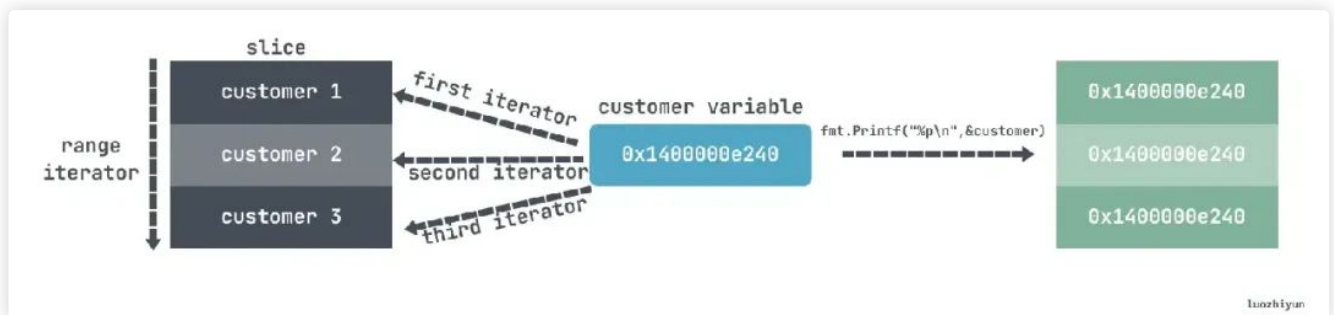 slice
range
iterator
customer 1
customer 2
customer 3
first iterator
second iterator
third iterator
customer variable
0x1400000e240
fmt.Printf("%p\n",&customer)
0x1400000e240
0x1400000e240
0x1400000e240
luozhiyun